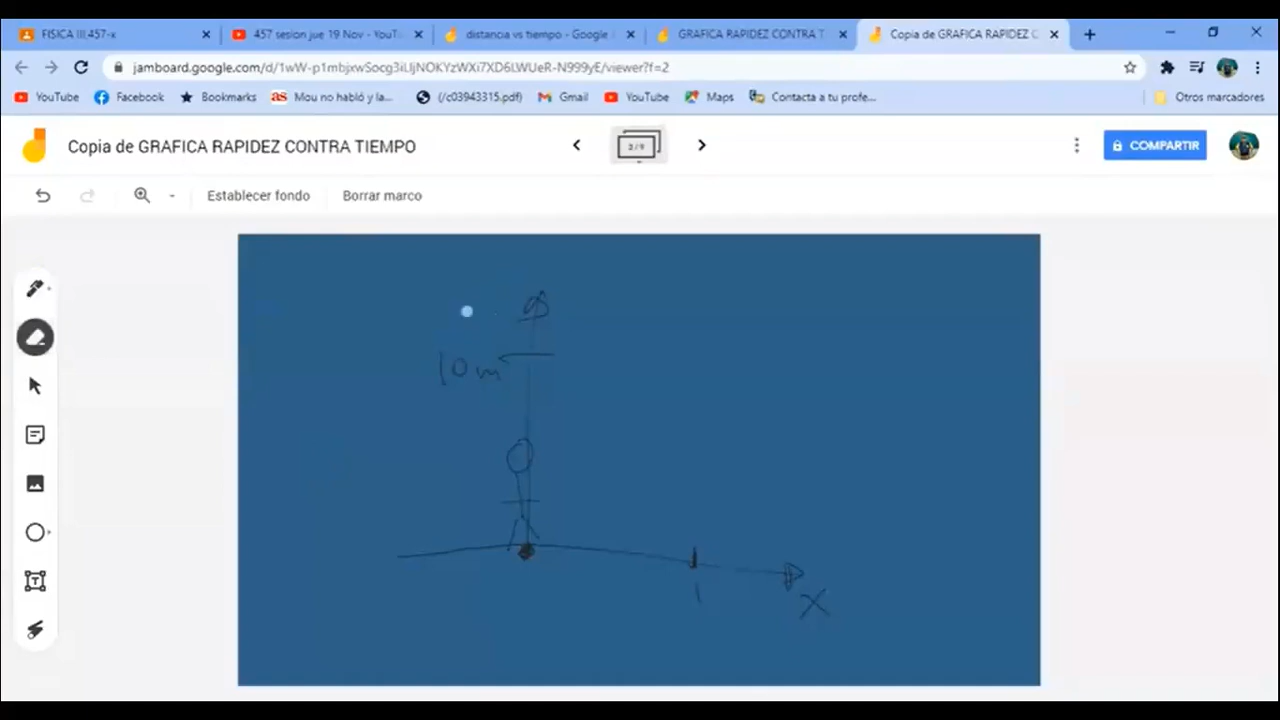 FISICA III.457-x
457 sesion jue 19 Nov - YouT
distancia vs tiempo - Google
GRAFICA RAPIDEZ CONTRA T
Copia de GRAFICA RAPIDEZ C
jamboard.google.com/d/1wW-p1mbjxwSocg3iLIjNOKYzWXi7XD6LWUeR-N999yE/viewer?f=2
YouTube
Facebook
Bookmarks
as Mou no habló y la...
(/c03943315.pdf)
Gmail
YouTube
Maps
Contacta a tu profe...
Otros marcadores
Copia de GRAFICA RAPIDEZ CONTRA TIEMPO
2/9
COMPARTIR
Establecer fondo
Borrar marco
10 m
1
X